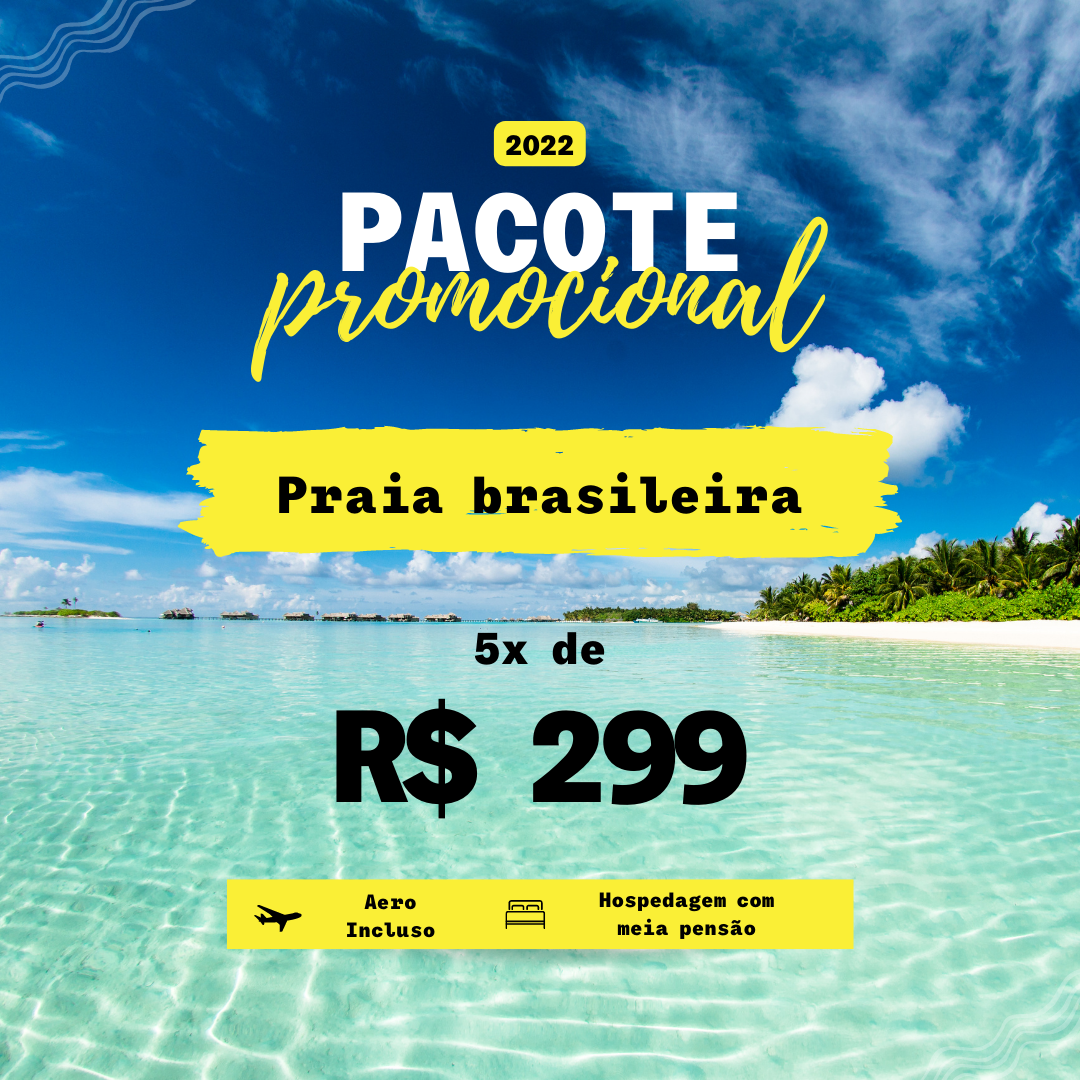 2022
PACOTE
promocional
Praia brasileira
5x de
R$ 299
Aero
Incluso
Hospedagem com
meia pensão